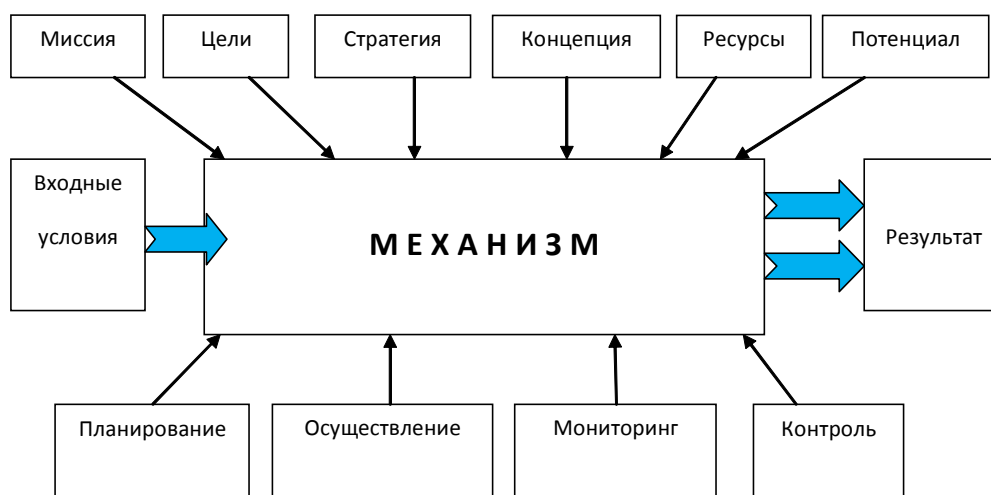 Миссия
Цели
Стратегия
Концепция
Ресурсы
Потенциал
Входные
условия
М Е Х А Н И З М
Результат
Планирование
Осуществление
Мониторинг
Контроль